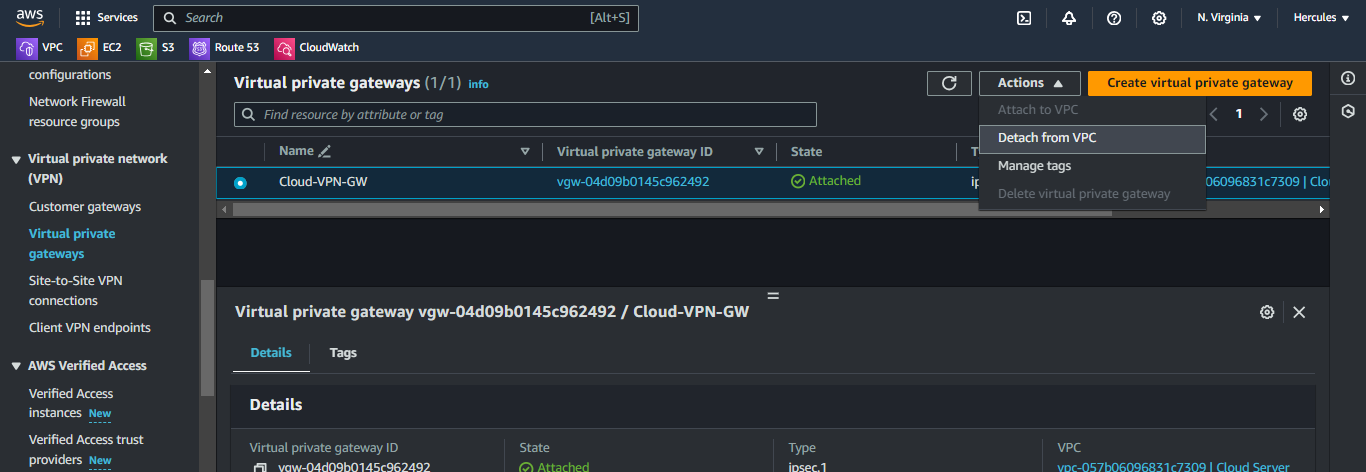 aws Services Search [Alt+S] N. Virginia Hercules
VPC EC2 S3 Route 53 CloudWatch
configurations
Network Firewall
resource groups
Virtual private network
(VPN)
Customer gateways
Virtual private
gateways
Site-to-Site VPN
connections
Client VPN endpoints
AWS Verified Access
Verified Access
instances New
Verified Access trust
providers New
Virtual private gateways (1/1) info
Actions
Create virtual private gateway
Find resource by attribute or tag
1
Attach to VPC
Detach from VPC
Manage tags
Delete virtual private gateway
Name Virtual private gateway ID State
Cloud-VPN-GW vgw-04d09b0145c962492 Attached 06096831c7309 | Clo
Virtual private gateway vgw-04d09b0145c962492 / Cloud-VPN-GW
Details Tags
Details
Virtual private gateway ID State Type VPC
vgw-04d09b0145c962492 Attached ipsec.1 vpc-057b06096831c7309 | Cloud Server